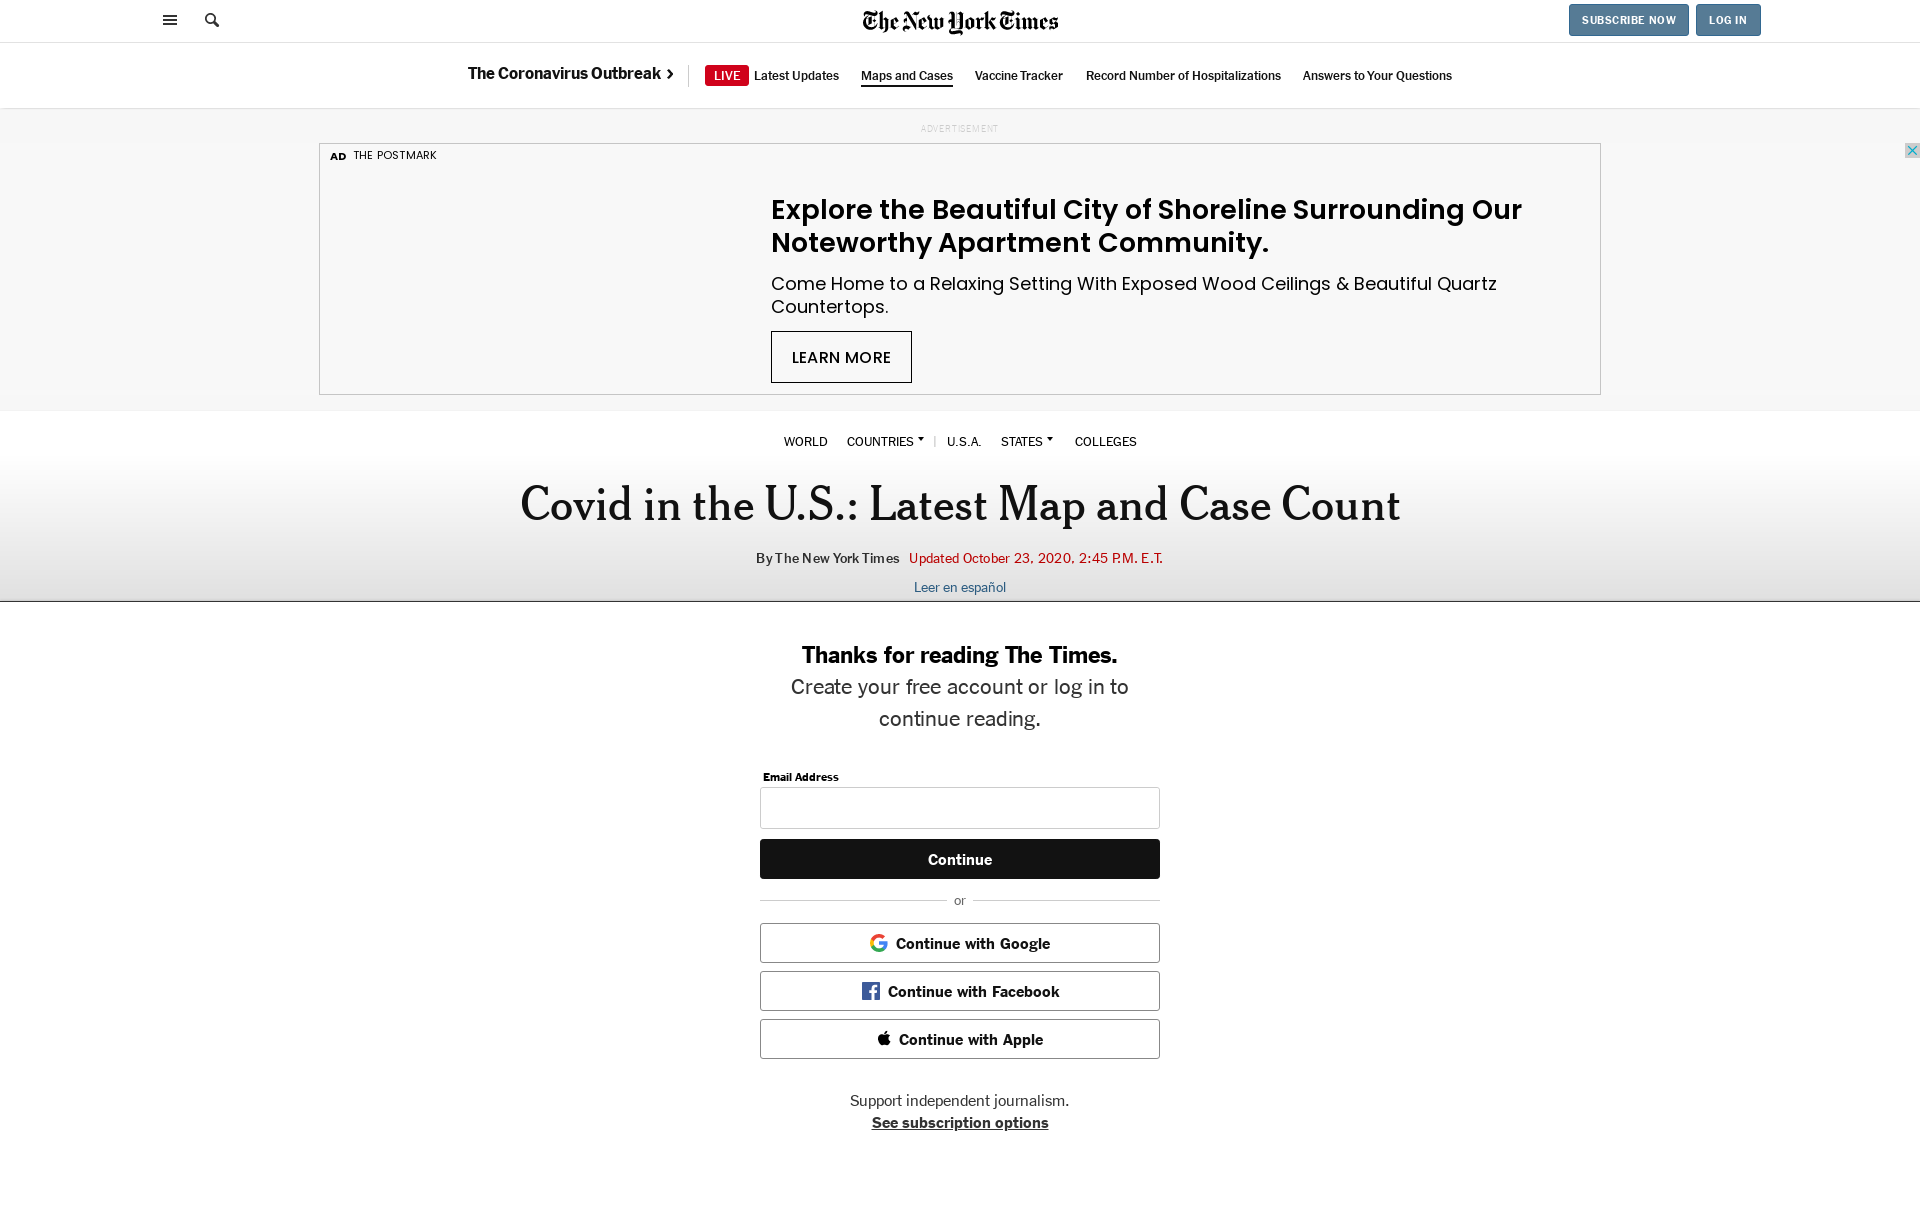 The New York Times
SUBSCRIBE NOW
LOG IN
The Coronavirus Outbreak
LIVE Latest Updates
Maps and Cases
Vaccine Tracker
Record Number of Hospitalizations
Answers to Your Questions
ADVERTISEMENT
AD THE POSTMARK
Explore the Beautiful City of Shoreline Surrounding Our
Noteworthy Apartment Community.
Come Home to a Relaxing Setting With Exposed Wood Ceilings & Beautiful Quartz
Countertops.
LEARN MORE
WORLD COUNTRIES | U.S.A. STATES COLLEGES
Covid in the U.S.: Latest Map and Case Count
By The New York Times Updated October 23, 2020, 2:45 P.M. E.T.
Leer en español
Thanks for reading The Times.
Create your free account or log in to
continue reading.
Email Address
Continue
or
Continue with Google
Continue with Facebook
Continue with Apple
Support independent journalism.
See subscription options